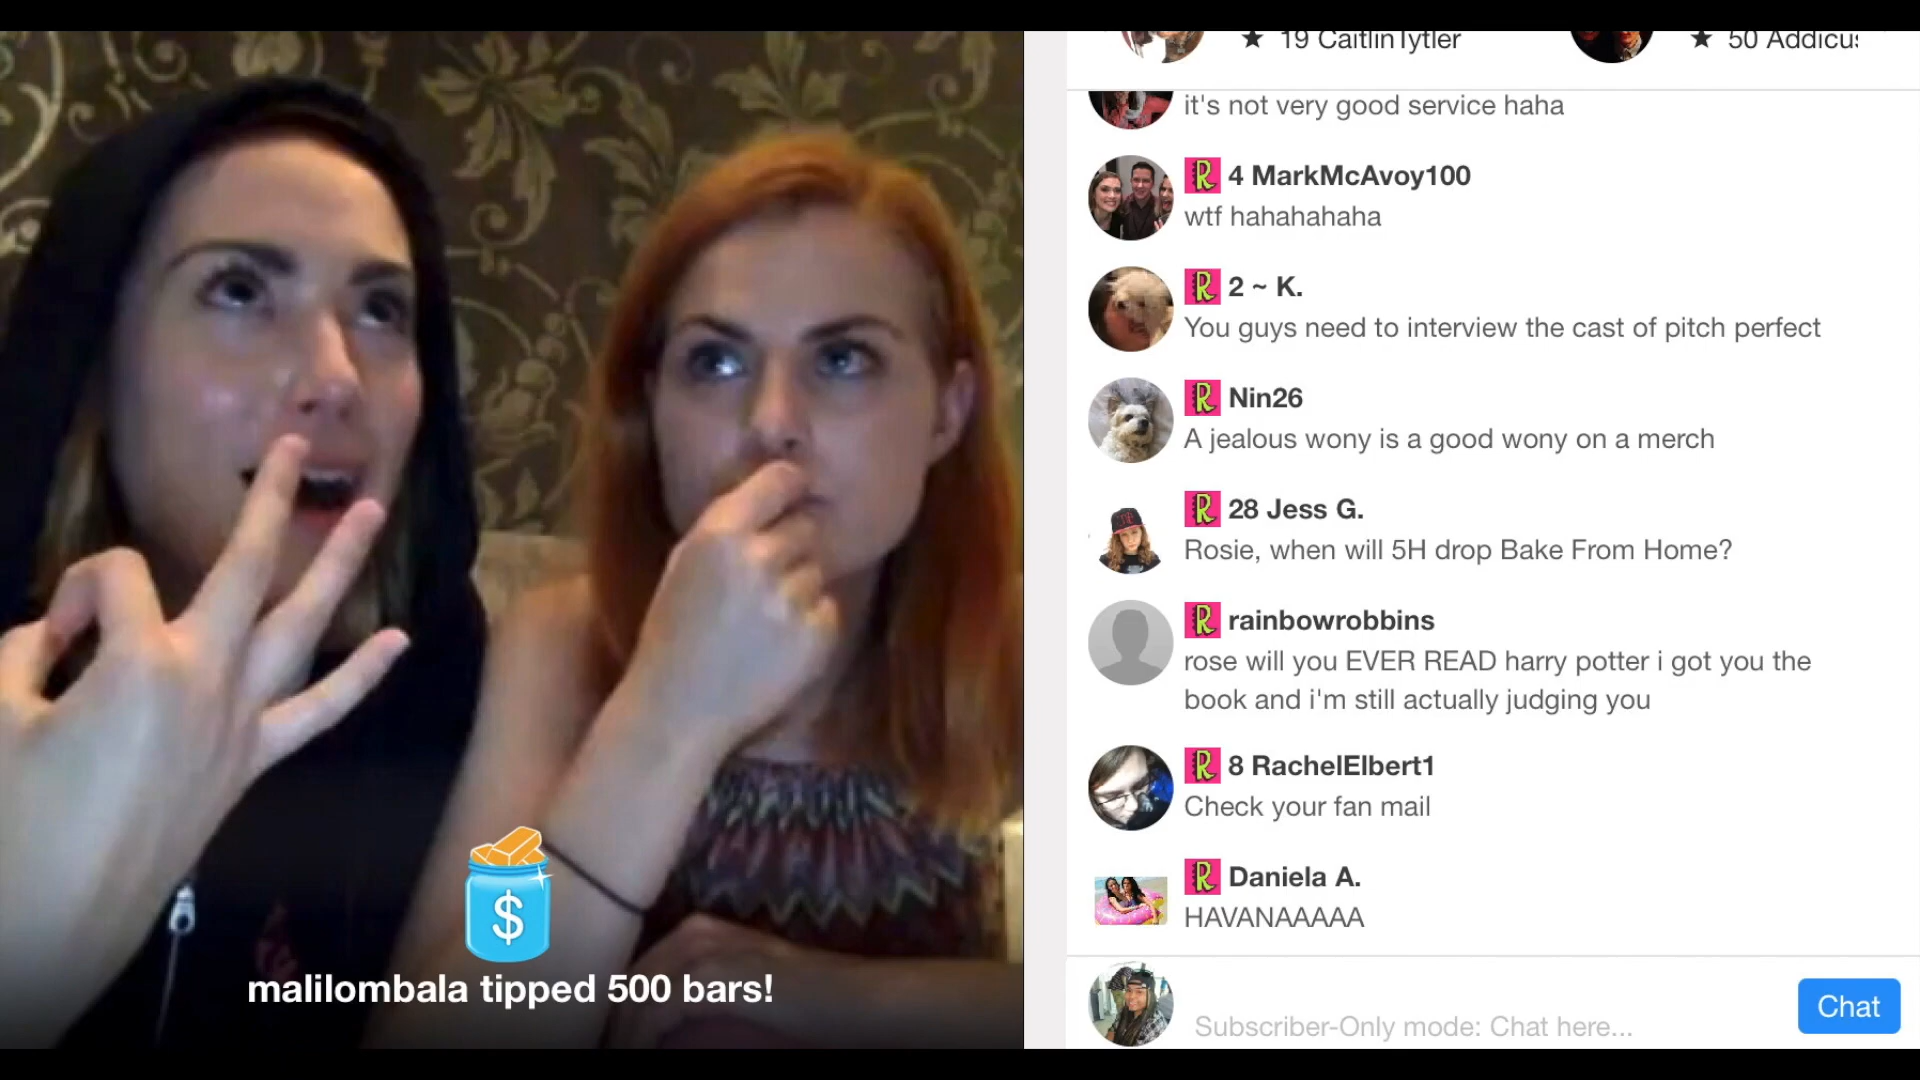 ★ 19 CaitlinTytler
★ 50 Addicus
it's not very good service haha
R 4 MarkMcAvoy100
wtf hahahahaha
R 2 ~ K.
You guys need to interview the cast of pitch perfect
R Nin26
A jealous wony is a good wony on a merch
R 28 Jess G.
Rosie, when will 5H drop Bake From Home?
R rainbowrobbins
rose will you EVER READ harry potter i got you the
book and i'm still actually judging you
R 8 RachelElbert1
Check your fan mail
R Daniela A.
HAVANAAAAA
Subscriber-Only mode: Chat here...
Chat
$
malilombala tipped 500 bars!